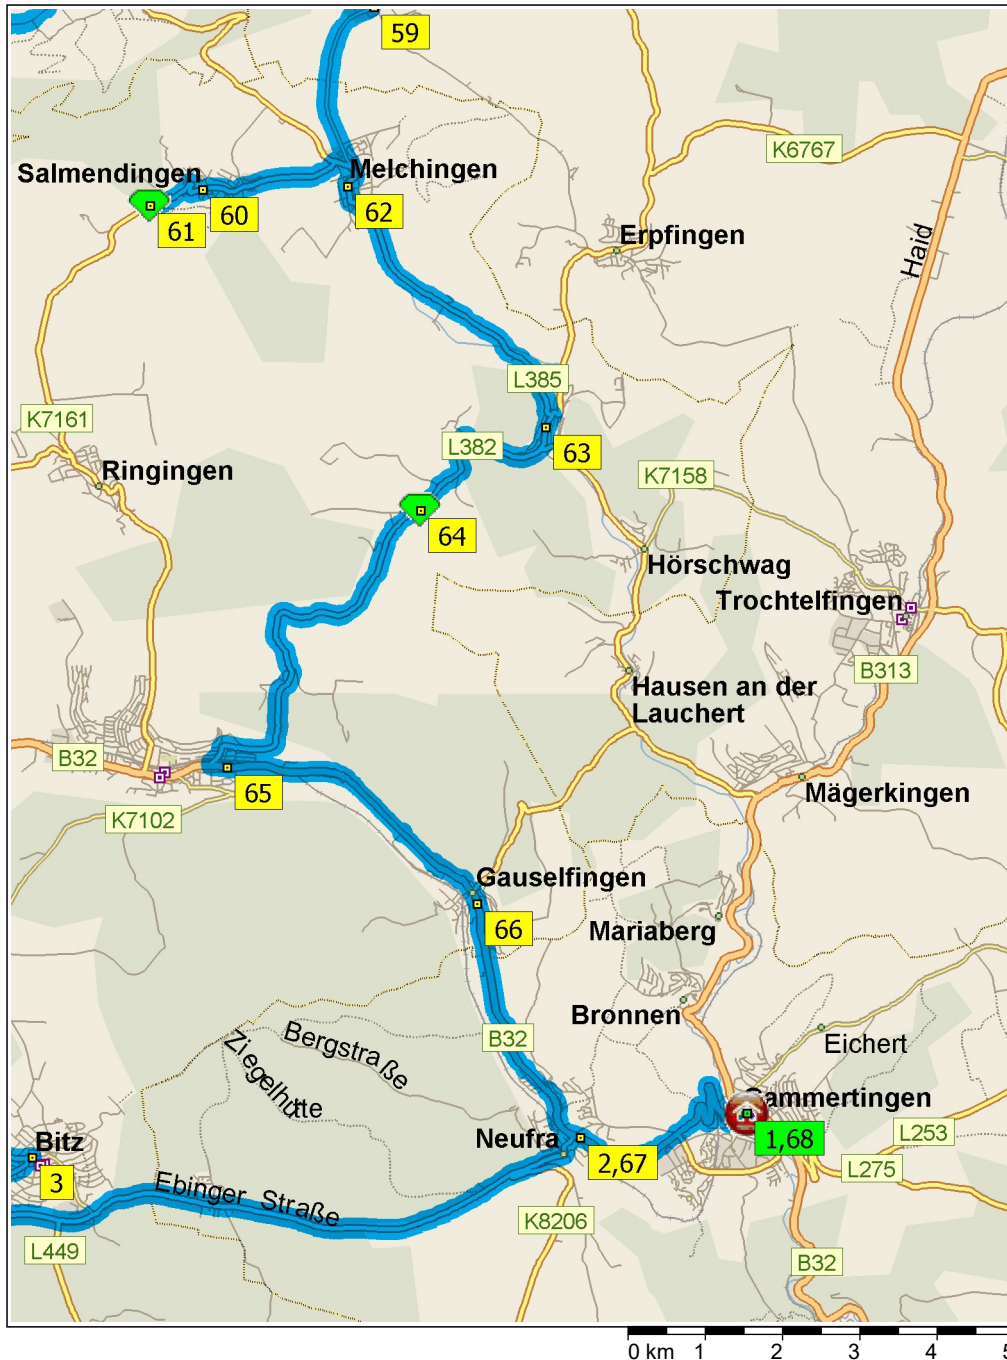 59
K6767
Salmendingen
Melchingen
60
62
61
Erpfingen
Haid
L385
K7161
L382
63
Ringingen
K7158
64
Hörschwag
Trochtelfingen
B313
Hausen an der
Lauchert
B32
65
Mägerkingen
K7102
Gauselfingen
66
Mariaberg
Bronnen
B32
Bergstraße
Eichert
Ziegelhütte
Gammertingen
Bitz
Neufra
1,68
L253
2,67
3
L275
Ebinger Straße
K8206
L449
B32
0 km 1 2 3 4 5